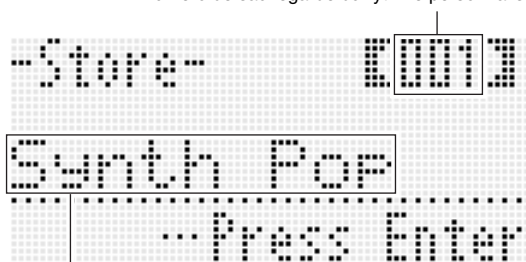 -Store- 【001】
Synth Pop
…Press Enter